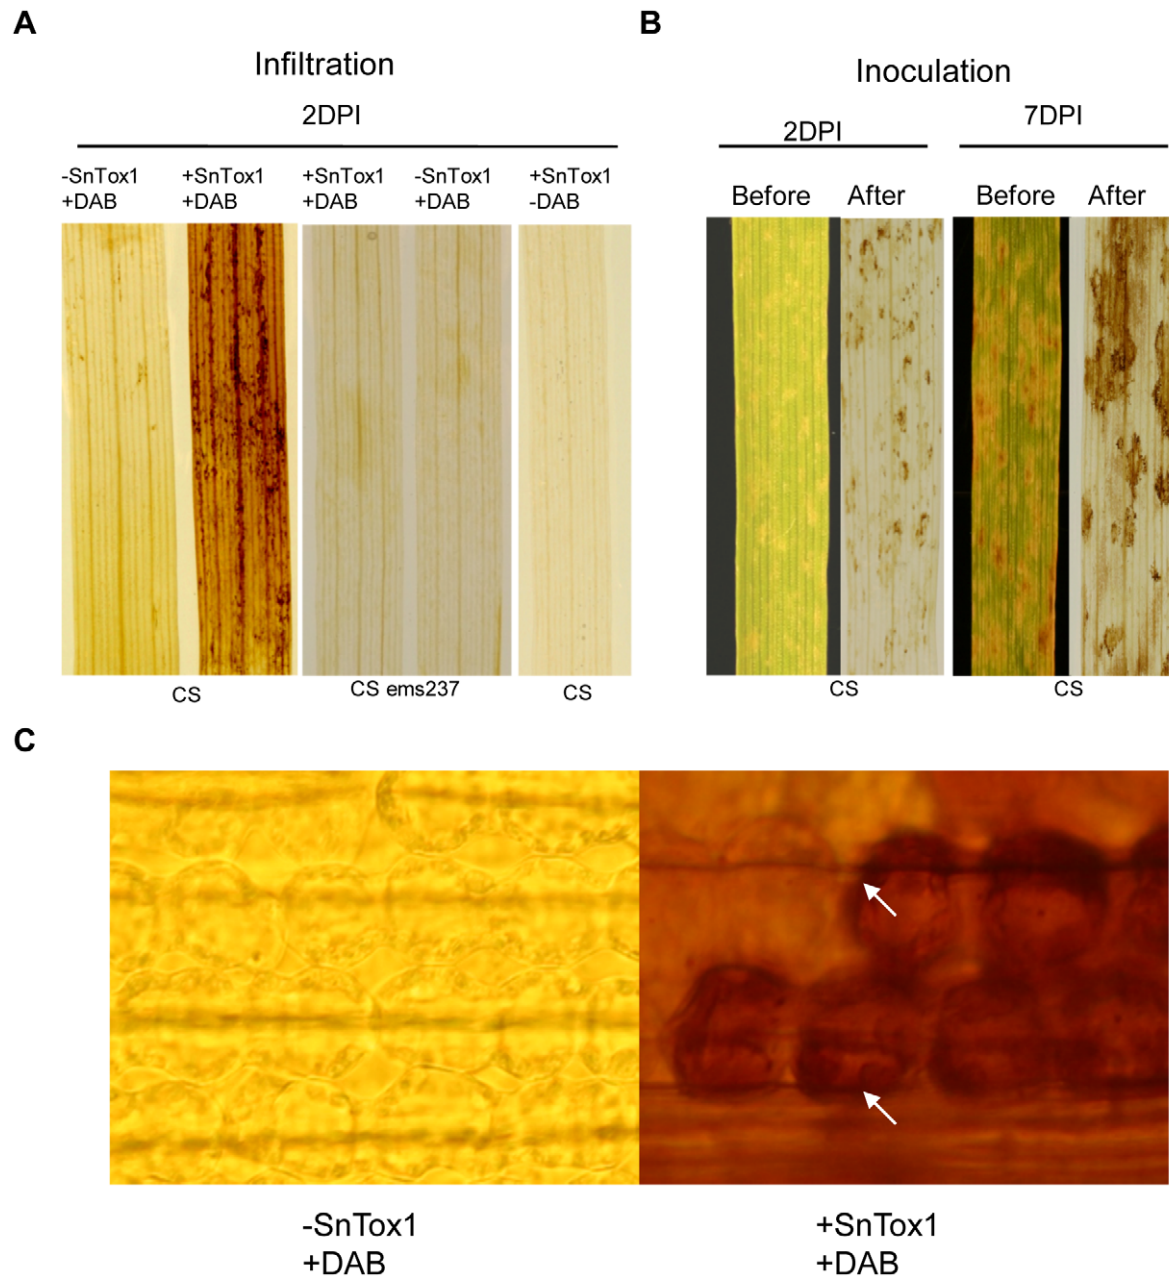 A
Infiltration
2DPI
-SnTox1 +SnTox1 +SnTox1 -SnTox1 +SnTox1
+DAB +DAB +DAB +DAB -DAB
CS CS ems237 CS
B
Inoculation
2DPI 7DPI
Before After Before After
CS CS
C
-SnTox1 +SnTox1
+DAB +DAB